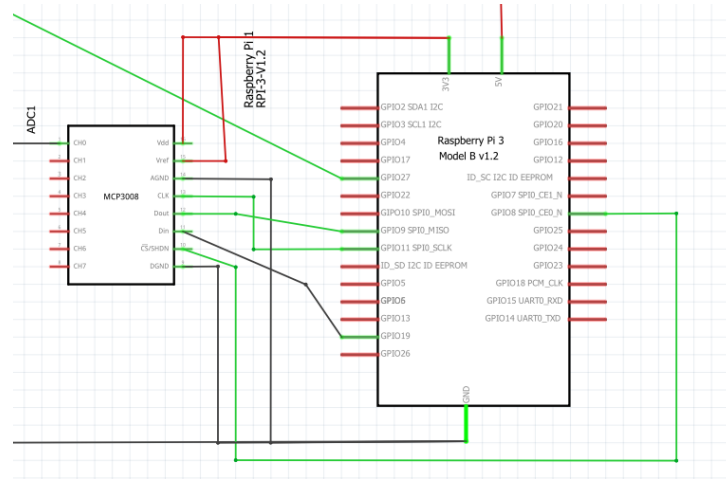 Raspberry Pi 1
RPI-3-V1.2
ADC1
MCP3008
CH0
CH1
CH2
CH3
CH4
CH5
CH6
CH7
Vdd
Vref
AGND
CLK
Dout
Din
CS/SHDN
DGND
3V3
5V
Raspberry Pi 3
Model B v1.2
GPIO2 SDA1 I2C
GPIO3 SCL1 I2C
GPIO4
GPIO17
GPIO27
GPIO22
GPIO10 SPI0_MOSI
GPIO9 SPI0_MISO
GPIO11 SPI0_SCLK
ID_SD I2C ID EEPROM
GPIO5
GPIO6
GPIO13
GPIO19
GPIO26
GPIO21
GPIO20
GPIO16
GPIO12
ID_SC I2C ID EEPROM
GPIO7 SPI0_CE1_N
GPIO8 SPI0_CE0_N
GPIO25
GPIO24
GPIO23
GPIO18 PCM_CLK
GPIO15 UART0_RXD
GPIO14 UART0_TXD
GND